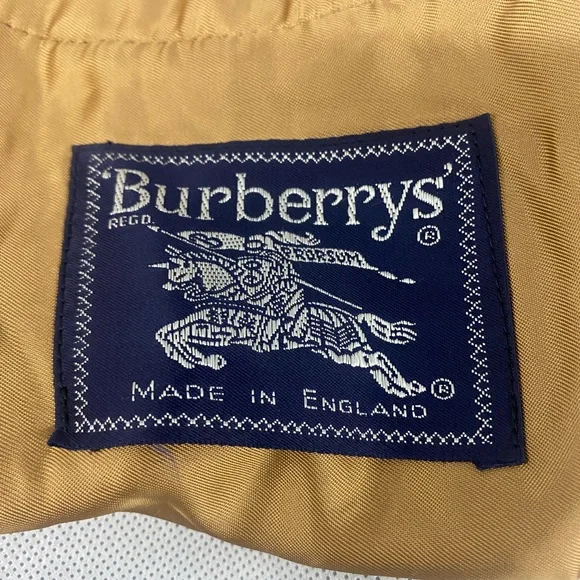 'Burberrys'
REGD.
®
PRORSUM
®
MADE IN ENGLAND